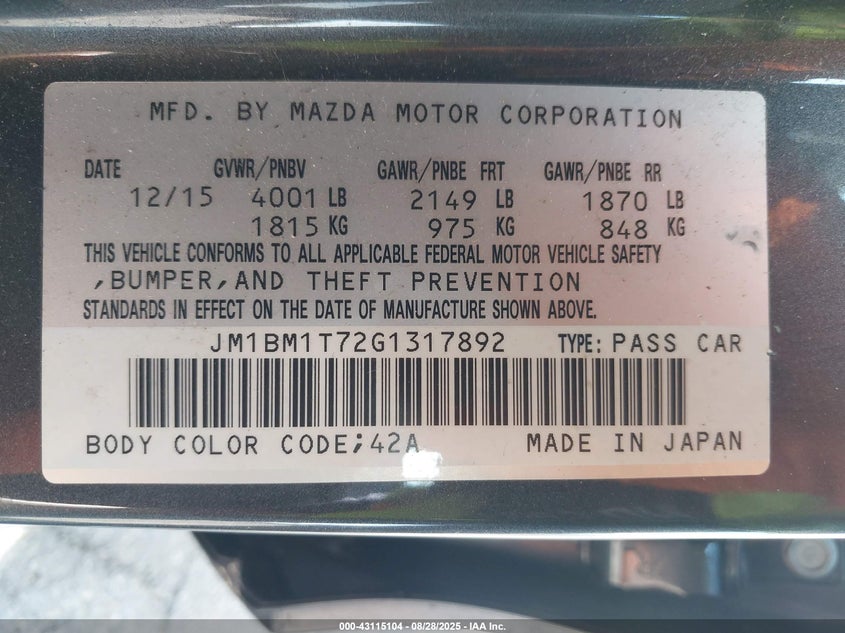 MFD. BY MAZDA MOTOR CORPORATION
DATE GVWR/PNBV GAWR/PNBE FRT GAWR/PNBE RR
12/15 4001 LB 2149 LB 1870 LB
1815 KG 975 KG 848 KG
THIS VEHICLE CONFORMS TO ALL APPLICABLE FEDERAL MOTOR VEHICLE SAFETY
,BUMPER,AND THEFT PREVENTION
STANDARDS IN EFFECT ON THE DATE OF MANUFACTURE SHOWN ABOVE.
JM1BM1T72G1317892 TYPE: PASS CAR
BODY COLOR CODE;42A MADE IN JAPAN
000-43115104 - 08/28/2025 - IAA Inc.